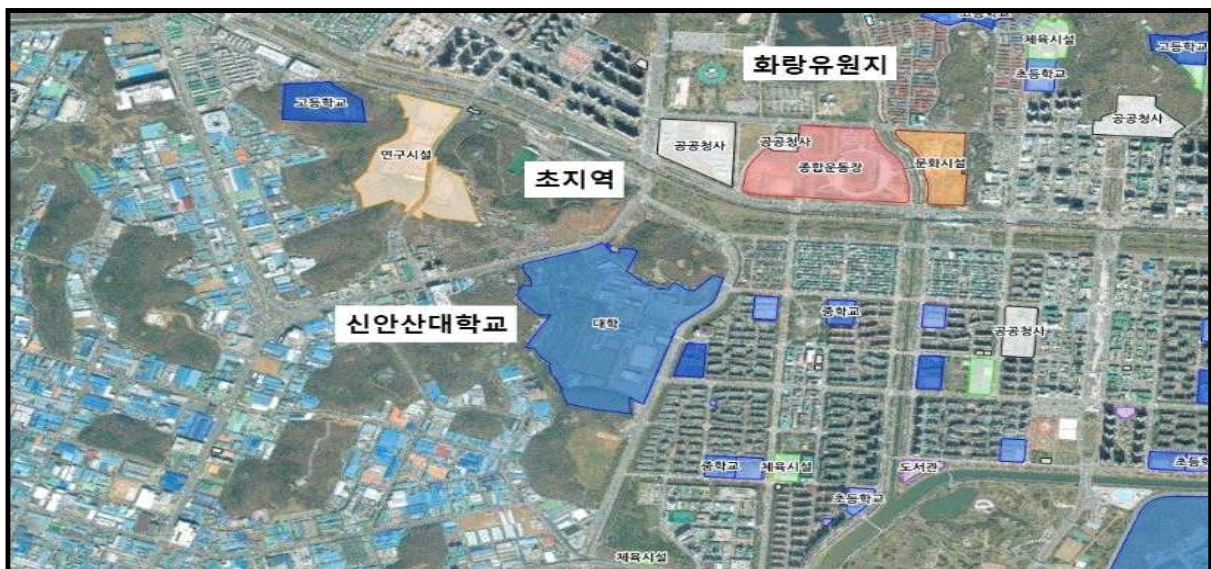 고등학교
체육시설
고등학교
화랑유원지
초등학교
고등학교
공공청사
공공청사
공공청사
연구시설
종합운동장
문화시설
초지역
신안산대학교
대학
중학교
공공청사
중학교
체육시설
도서관
초등학
초등학교
체육시설